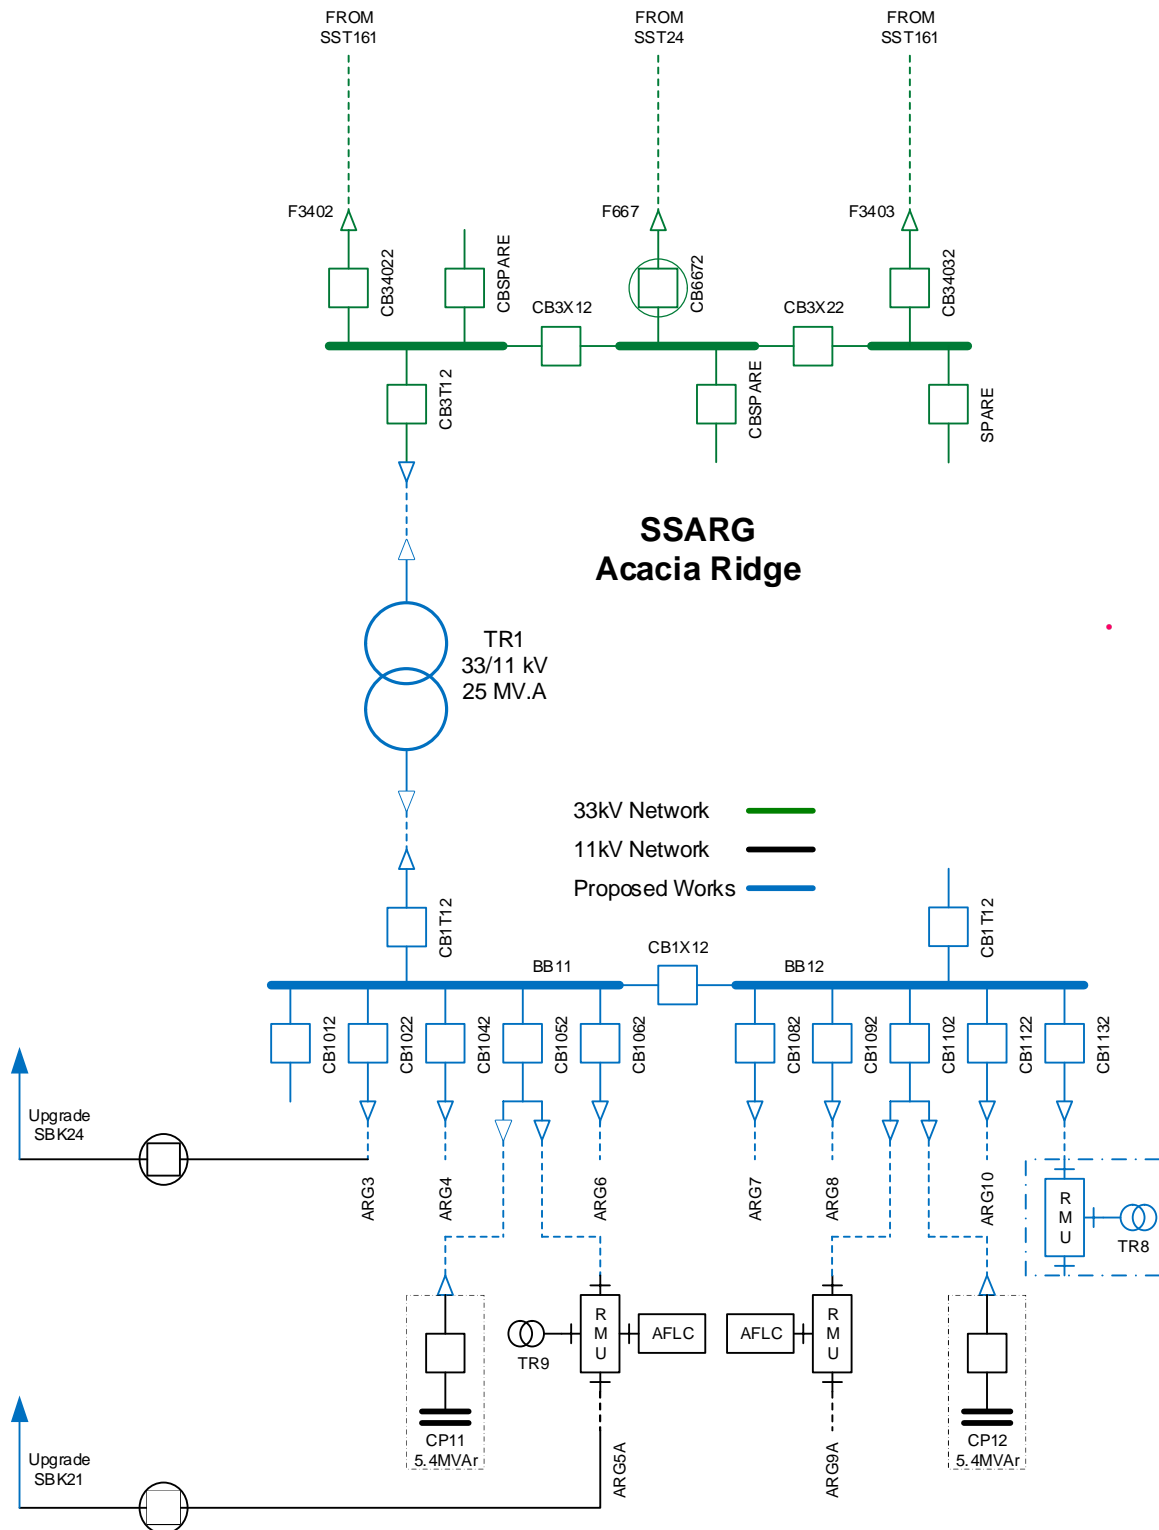 FROM
SST161
FROM
SST24
FROM
SST161
F3402
F667
F3403
CB34022
CBSPARE
CB6672
CB34032
CB3X12
CB3X22
CB3T12
CBSPARE
SPARE
SSARG
Acacia Ridge
TR1
33/11 kV
25 MV.A
33kV Network
11kV Network
Proposed Works
CB1T12
CB1T12
BB11
CB1X12
BB12
CB1012
CB1022
CB1042
CB1052
CB1062
CB1082
CB1092
CB1102
CB1122
CB1132
Upgrade
SBK24
ARG3
ARG4
ARG6
ARG7
ARG8
ARG10
RMU
TR8
RMU
TR9
AFLC
AFLC
RMU
CP11
5.4MVAr
CP12
5.4MVAr
ARG5A
ARG9A
Upgrade
SBK21